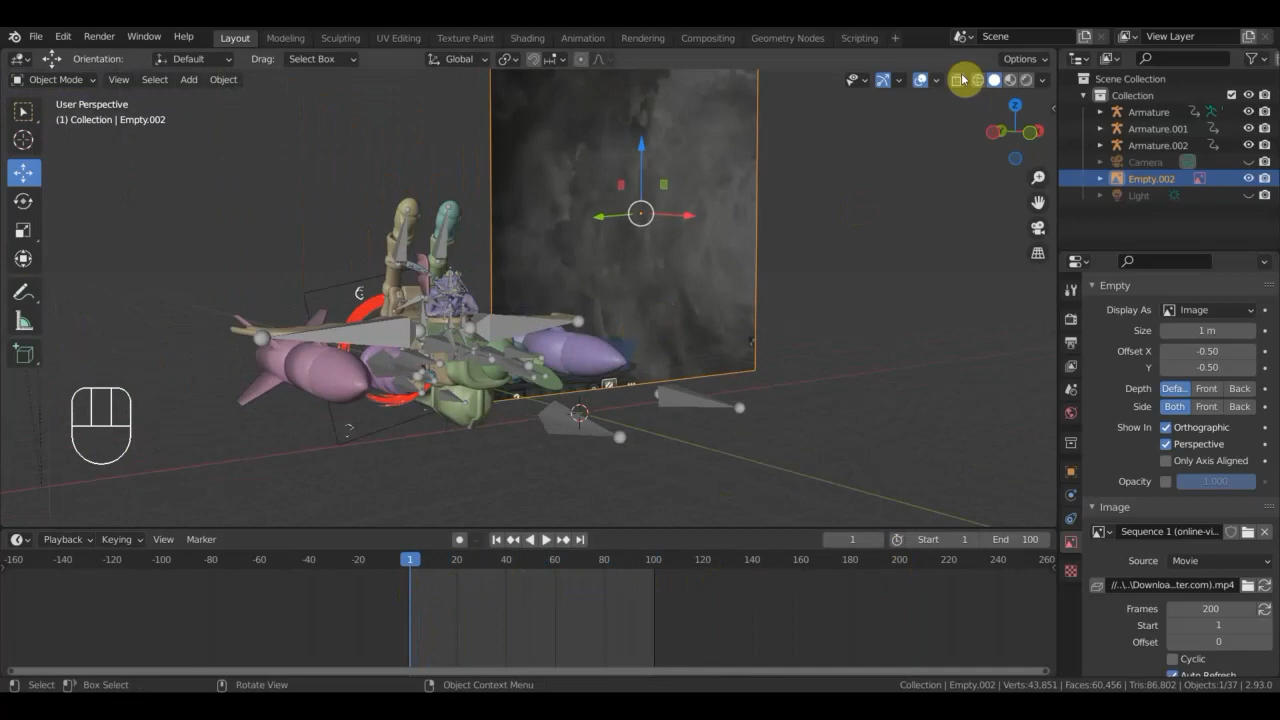 File Edit Render Window Help Layout Modeling Sculpting UV Editing Texture Paint Shading Animation Rendering Compositing Geometry Nodes Scripting + Scene View Layer
Orientation: Default Drag: Select Box Global Options
Object Mode View Select Add Object
User Perspective
(1) Collection | Empty.002
Z
Scene Collection
Collection
Armature
Armature.001
Armature.002
Camera
Empty.002
Light
Empty
Display As Image
Size 1 m
Offset X -0.50
Y -0.50
Depth Defa... Front Back
Side Both Front Back
Show In Orthographic
Perspective
Only Axis Aligned
Opacity 1.000
Image
Sequence 1 (online-vi...
Source Movie
//..\..\Downloa...ter.com).mp4
Frames 200
Start 1
Offset 0
Cyclic
Auto Refresh
Playback Keying View Marker 1 Start 1 End 100
-160 -140 -120 -100 -80 -60 -40 -20 1 20 40 60 80 100 120 140 160 180 200 220 240 260
Select Box Select Rotate View Object Context Menu Collection | Empty.002 | Verts:43,851 | Faces:60,456 | Tris:86,802 | Objects:1/37 | 2.93.0